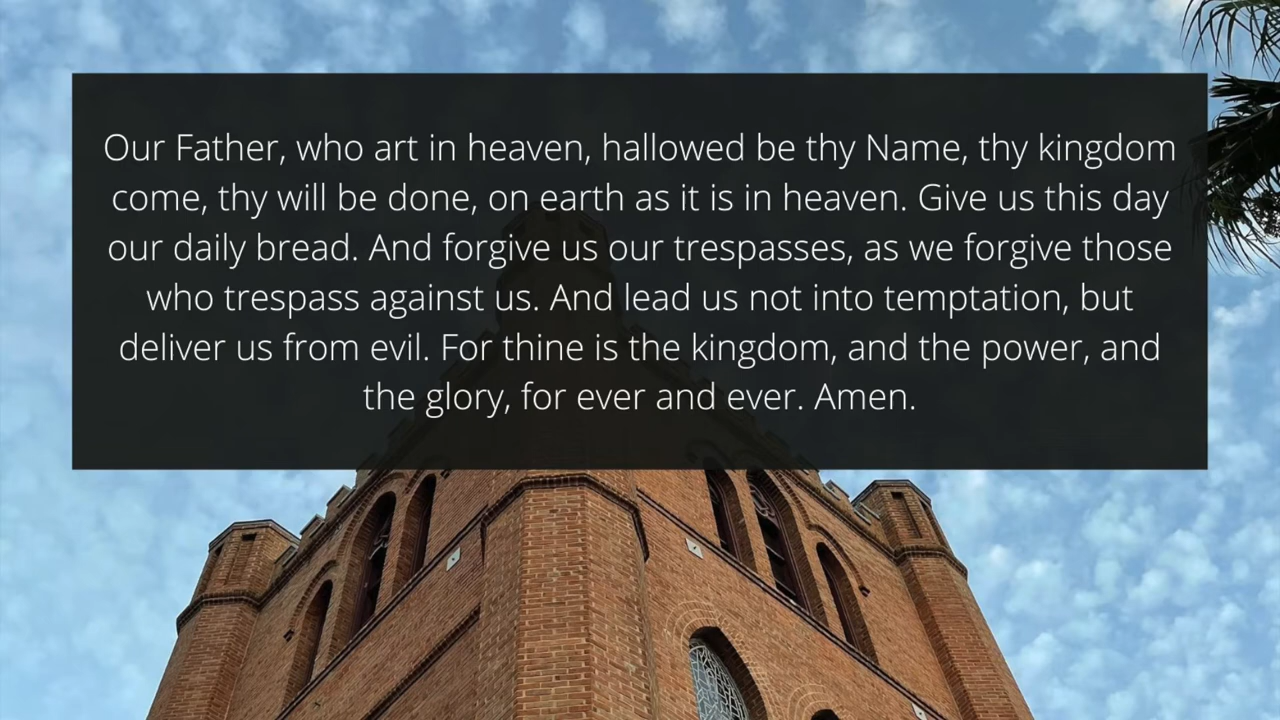 Our Father, who art in heaven, hallowed be thy Name, thy kingdom
come, thy will be done, on earth as it is in heaven. Give us this day
our daily bread. And forgive us our trespasses, as we forgive those
who trespass against us. And lead us not into temptation, but
deliver us from evil. For thine is the kingdom, and the power, and
the glory, for ever and ever. Amen.